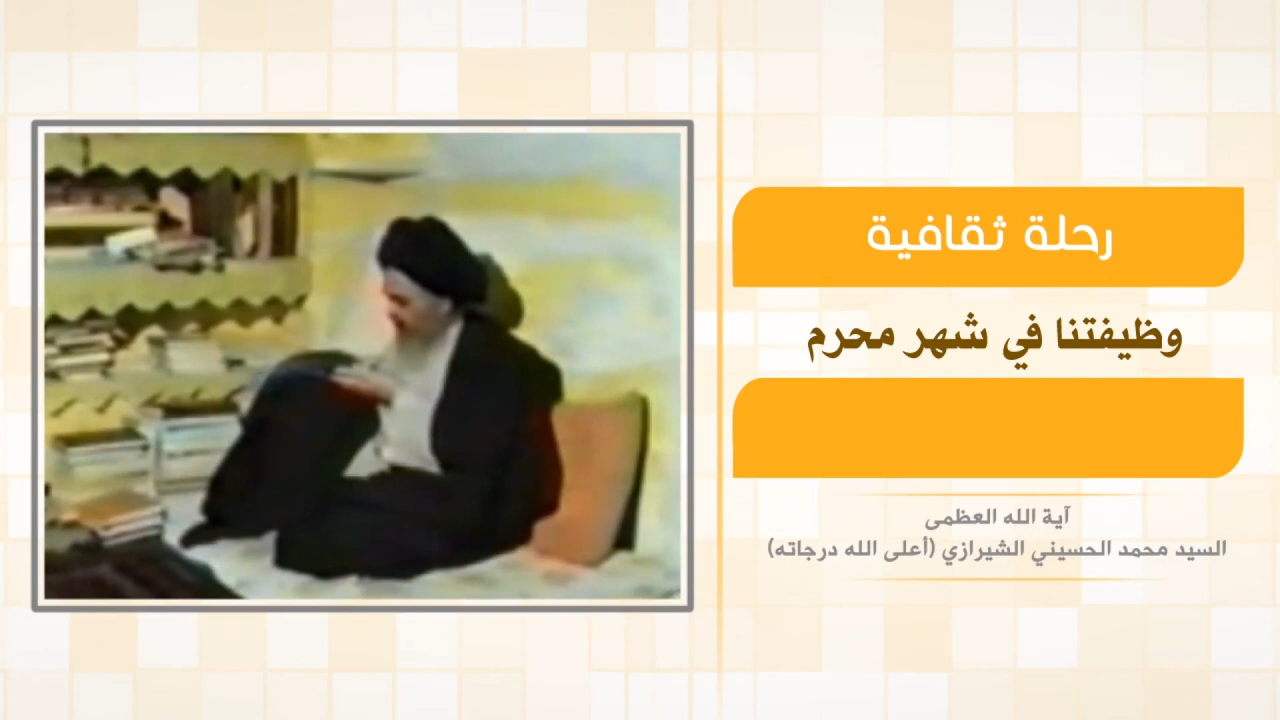 رحلة ثقافية
وظيفتنا في شهر محرم
آية الله العظمى
السيد محمد الحسيني الشيرازي (أعلى الله درجاته)